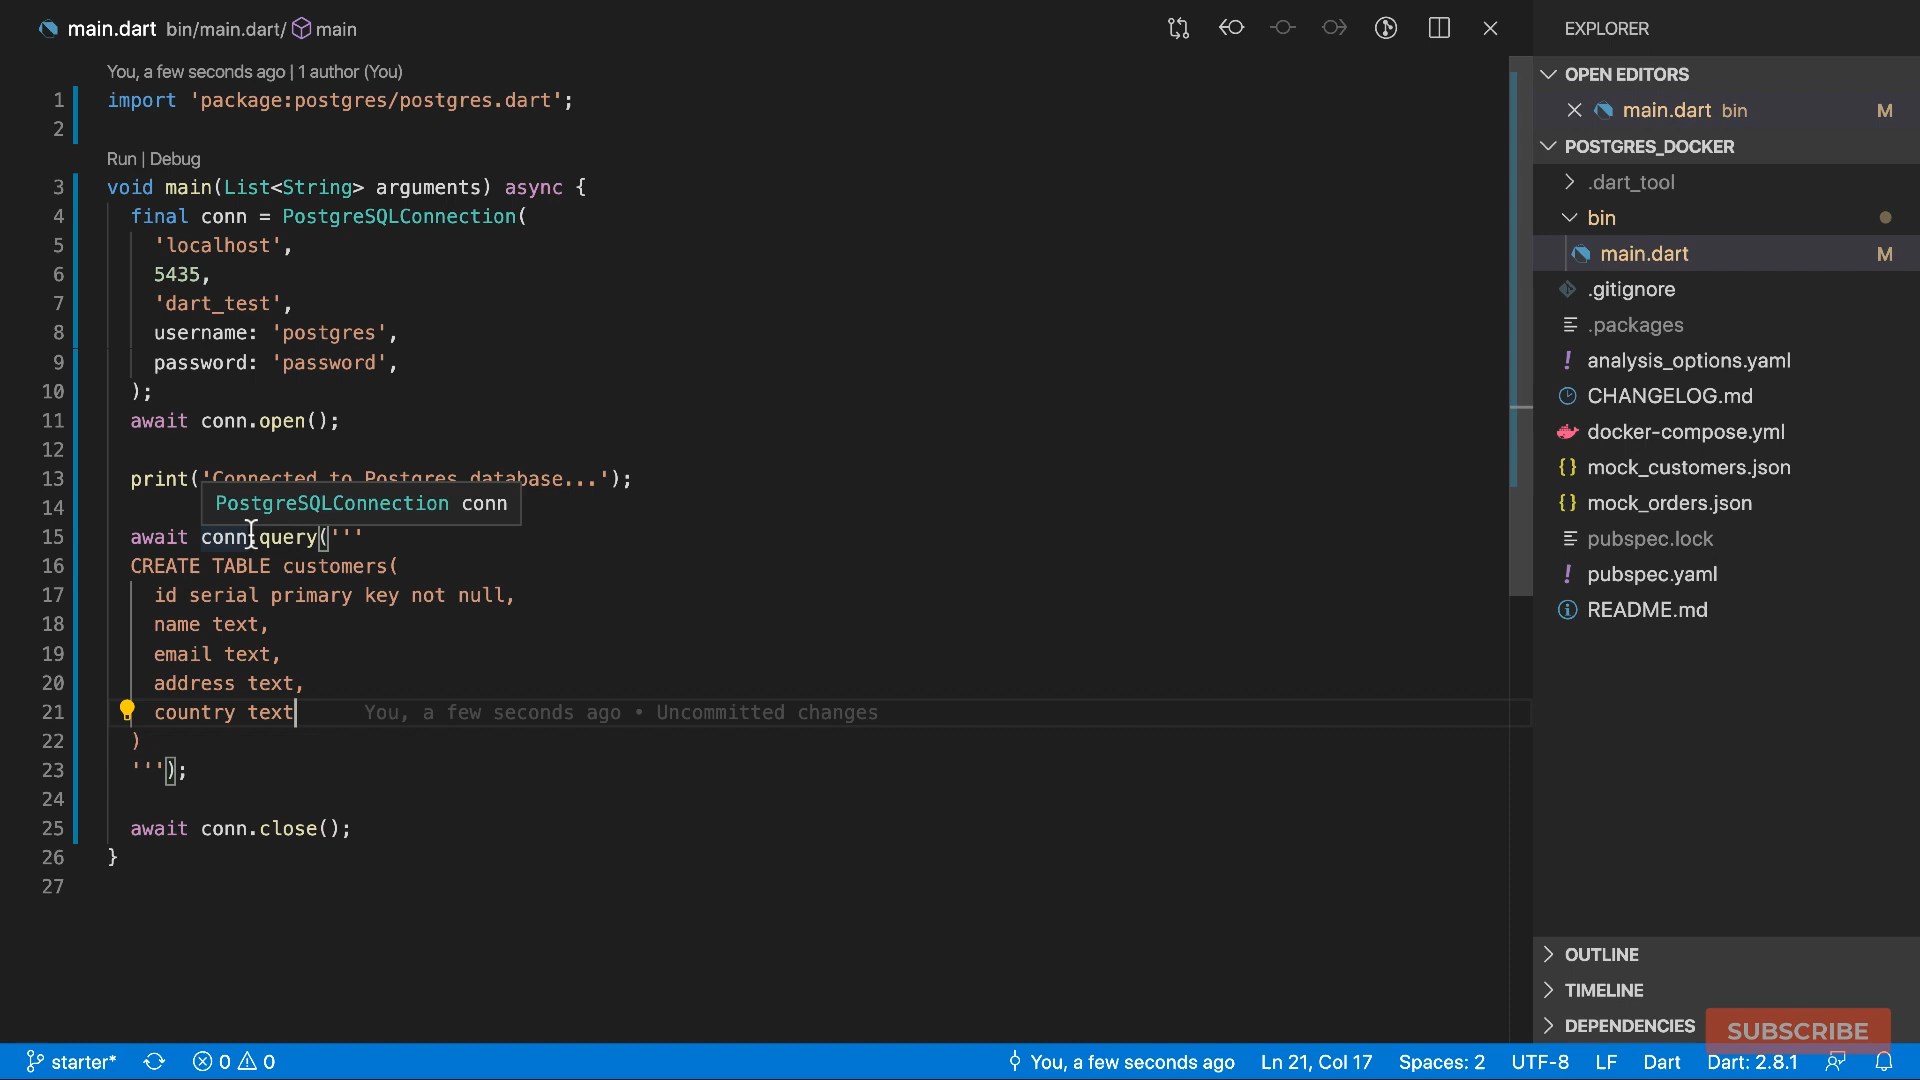 main.dart bin/main.dart/ main
You, a few seconds ago | 1 author (You)
1 import 'package:postgres/postgres.dart';
2
Run | Debug
3 void main(List<String> arguments) async {
4 final conn = PostgreSQLConnection(
5 'localhost',
6 5435,
7 'dart_test',
8 username: 'postgres',
9 password: 'password',
10 );
11 await conn.open();
12
13 print('Connected to Postgres database...');
PostgreSQLConnection conn
14
15 await conn.query('''
16 CREATE TABLE customers(
17 id serial primary key not null,
18 name text,
19 email text,
20 address text,
21 country text You, a few seconds ago • Uncommitted changes
22 )
23 ''');
24
25 await conn.close();
26 }
27
EXPLORER
OPEN EDITORS
main.dart bin M
POSTGRES_DOCKER
.dart_tool
bin
main.dart M
.gitignore
.packages
analysis_options.yaml
CHANGELOG.md
docker-compose.yml
mock_customers.json
mock_orders.json
pubspec.lock
pubspec.yaml
README.md
OUTLINE
TIMELINE
DEPENDENCIES
SUBSCRIBE
starter* 0 0 You, a few seconds ago Ln 21, Col 17 Spaces: 2 UTF-8 LF Dart Dart: 2.8.1